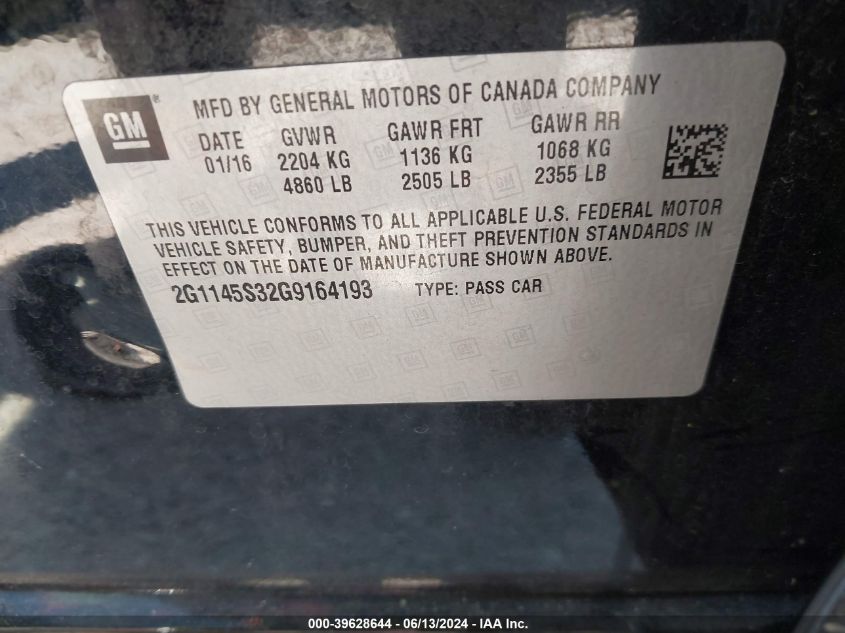 GM
MFD BY GENERAL MOTORS OF CANADA COMPANY
DATE GVWR GAWR FRT GAWR RR
01/16 2204 KG 1136 KG 1068 KG
4860 LB 2505 LB 2355 LB
THIS VEHICLE CONFORMS TO ALL APPLICABLE U.S. FEDERAL MOTOR
VEHICLE SAFETY, BUMPER, AND THEFT PREVENTION STANDARDS IN
EFFECT ON THE DATE OF MANUFACTURE SHOWN ABOVE.
2G1145S32G9164193 TYPE: PASS CAR
000-39628644 - 06/13/2024 - IAA Inc.